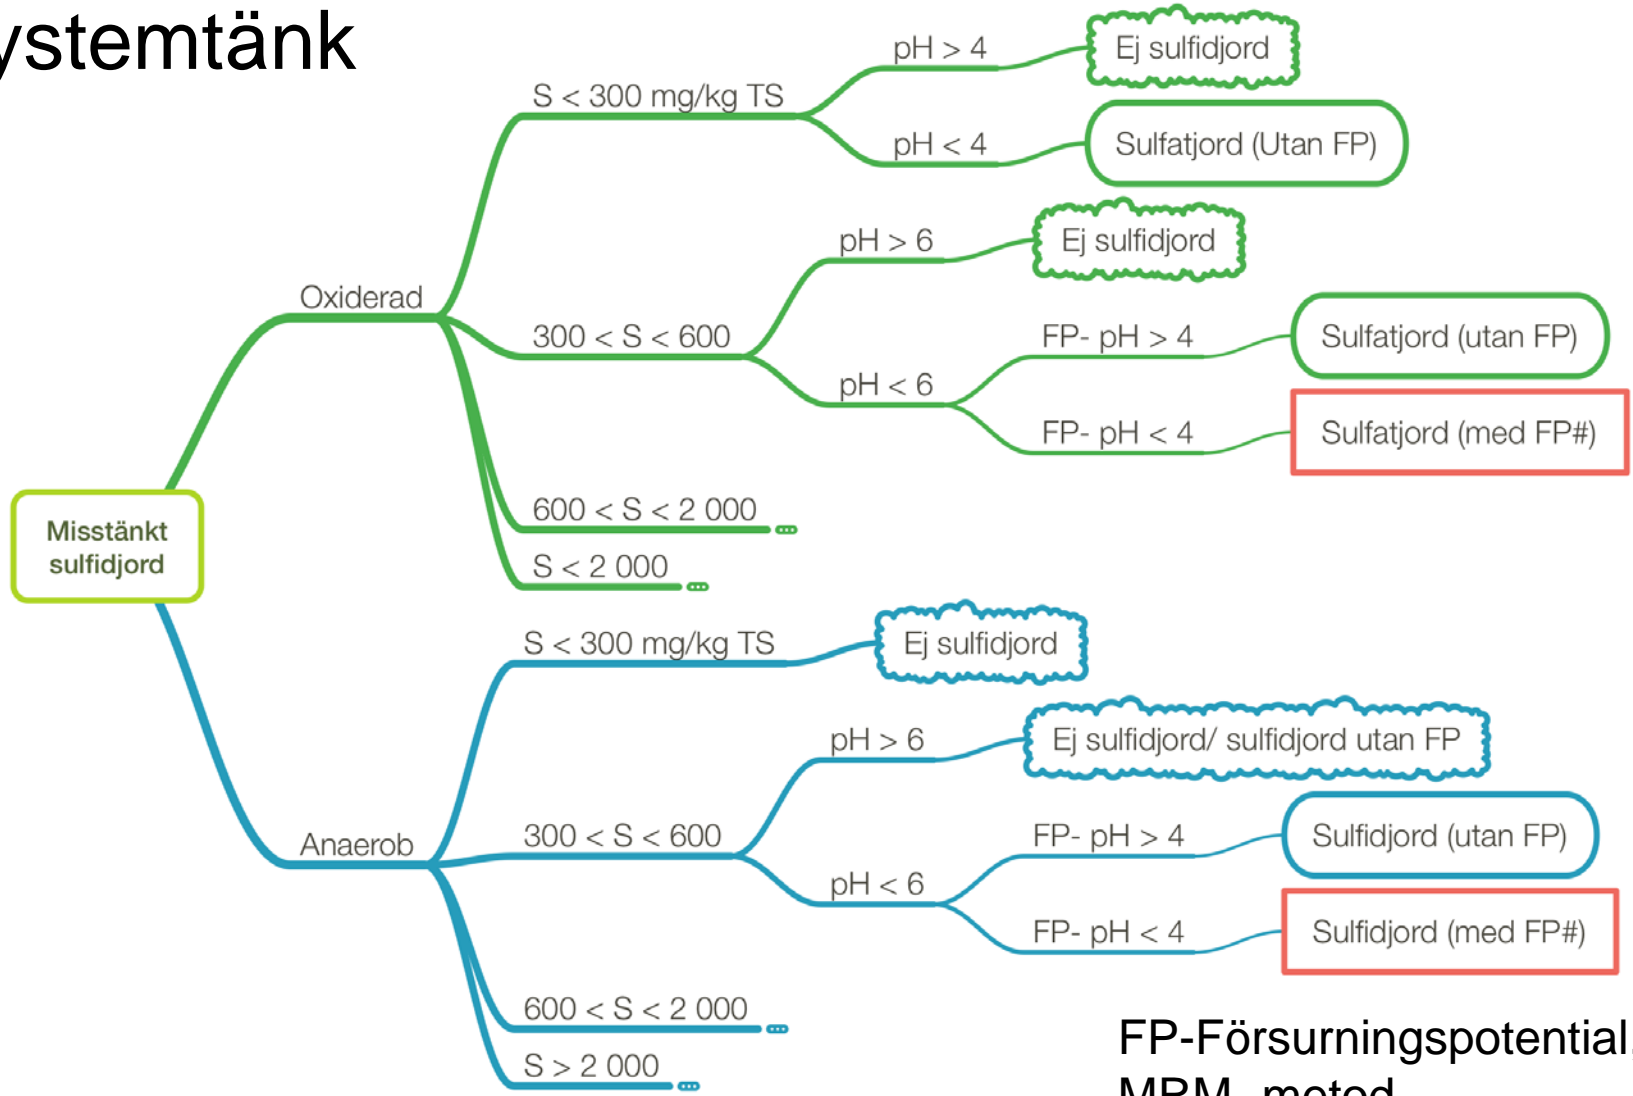 ystemtänk
Misstänkt
sulfidjord
Oxiderad
S < 300 mg/kg TS
pH > 4
Ej sulfidjord
pH < 4
Sulfatjord (Utan FP)
300 < S < 600
pH > 6
Ej sulfidjord
pH < 6
FP- pH > 4
Sulfatjord (utan FP)
FP- pH < 4
Sulfatjord (med FP#)
600 < S < 2 000
S < 2 000
Anaerob
S < 300 mg/kg TS
Ej sulfidjord
300 < S < 600
pH > 6
Ej sulfidjord/ sulfidjord utan FP
pH < 6
FP- pH > 4
Sulfidjord (utan FP)
FP- pH < 4
Sulfidjord (med FP#)
600 < S < 2 000
S > 2 000
FP-Försurningspotential
MRM- metod